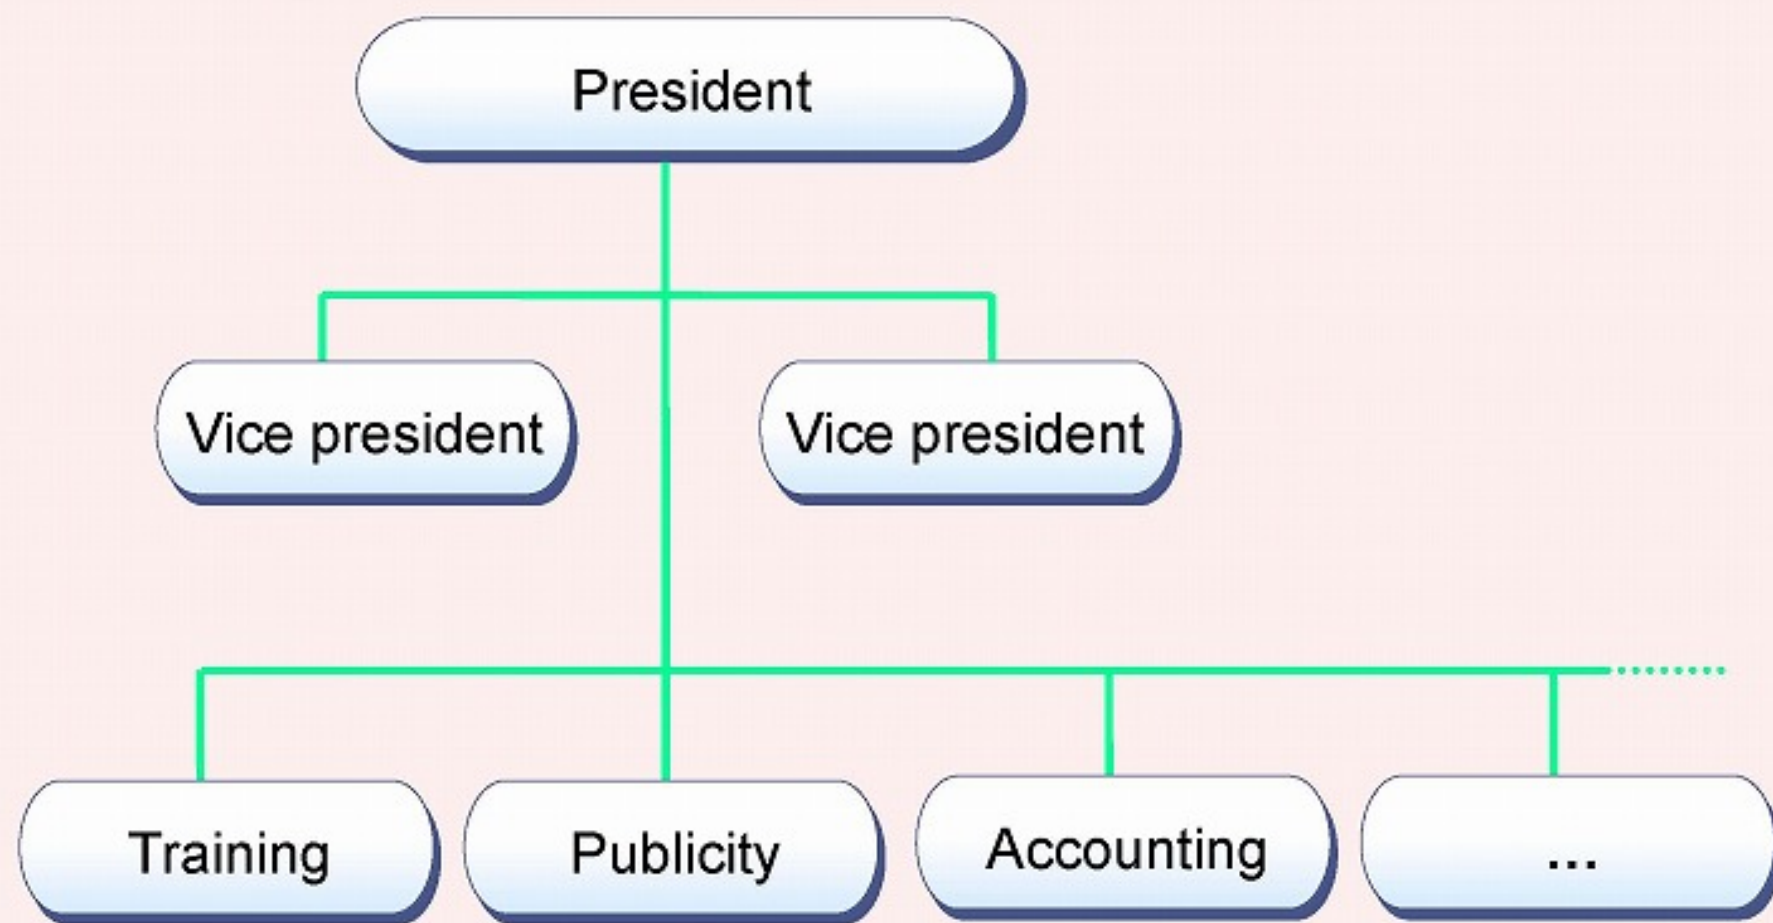 President
Vice president
Vice president
Training
Publicity
Accounting
...